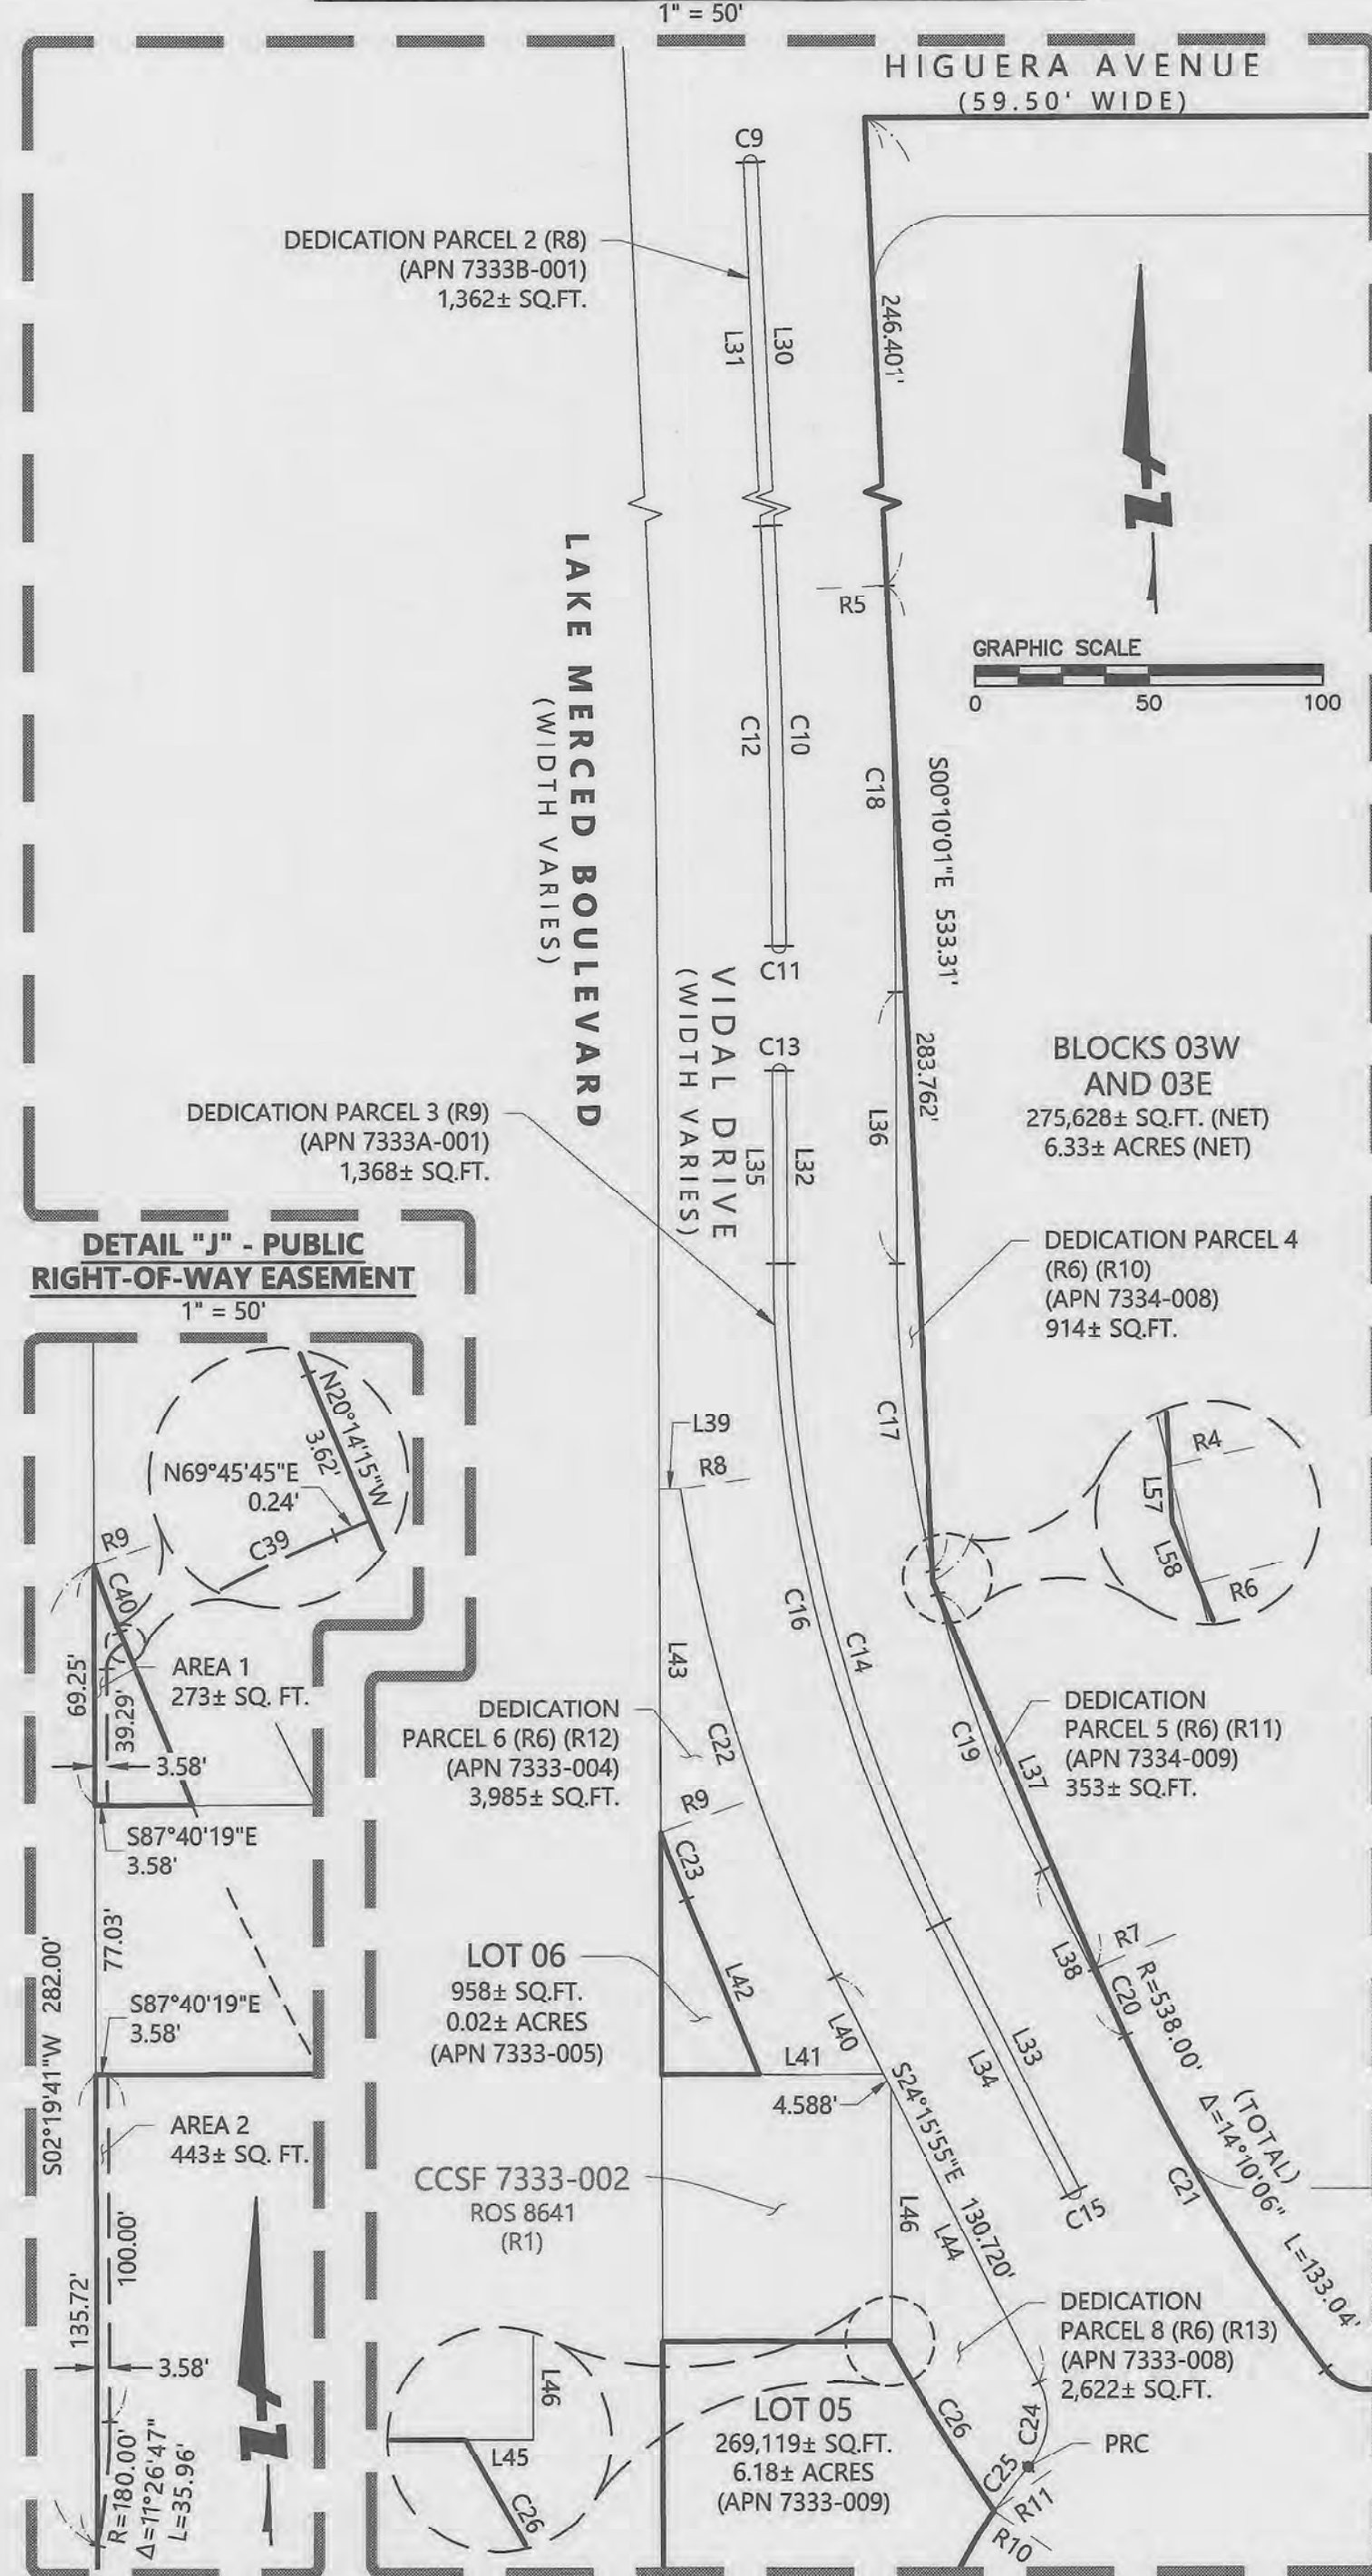 1" = 50'
HIGUERA AVENUE
(59.50' WIDE)
C9
DEDICATION PARCEL 2 (R8)
(APN 7333B-001)
1,362± SQ.FT.
L31
L30
246.401'
Z
R5
GRAPHIC SCALE
0 50 100
LAKE MERCED BOULEVARD
(WIDTH VARIES)
C12
C10
C18
S00°10'01"E 533.31'
C11
VIDAL DRIVE
(WIDTH VARIES)
C13
283.762'
BLOCKS 03W
AND 03E
275,628± SQ.FT. (NET)
6.33± ACRES (NET)
DEDICATION PARCEL 3 (R9)
(APN 7333A-001)
1,368± SQ.FT.
L35
L32
L36
DEDICATION PARCEL 4
(R6) (R10)
(APN 7334-008)
914± SQ.FT.
DETAIL "J" - PUBLIC
RIGHT-OF-WAY EASEMENT
1" = 50'
N20°14'15"W
3.62'
N69°45'45"E
0.24'
C39
R9
C40
69.25'
39.29'
AREA 1
273± SQ. FT.
3.58'
S87°40'19"E
3.58'
77.03'
S02°19'41"W 282.00'
S87°40'19"E
3.58'
AREA 2
443± SQ. FT.
100.00'
135.72'
3.58'
R=180.00'
Δ=11°26'47"
L=35.96'
Z
L39
R8
C17
R4
L57
L58
R6
C16
C14
L43
DEDICATION
PARCEL 6 (R6) (R12)
(APN 7333-004)
3,985± SQ.FT.
C22
C19
L37
DEDICATION
PARCEL 5 (R6) (R11)
(APN 7334-009)
353± SQ.FT.
R9
C23
LOT 06
958± SQ.FT.
0.02± ACRES
(APN 7333-005)
L42
L40
L41
4.588'
L38
R7
C20
R=538.00' Δ=14°10'06" L=133.04'
(TOTAL)
L33
L34
S24°15'55"E 130.720'
C21
CCSF 7333-002
ROS 8641
(R1)
L46
L44
C15
DEDICATION
PARCEL 8 (R6) (R13)
(APN 7333-008)
2,622± SQ.FT.
L46
L45
C26
LOT 05
269,119± SQ.FT.
6.18± ACRES
(APN 7333-009)
C26
C24
PRC
C25
R11
R10